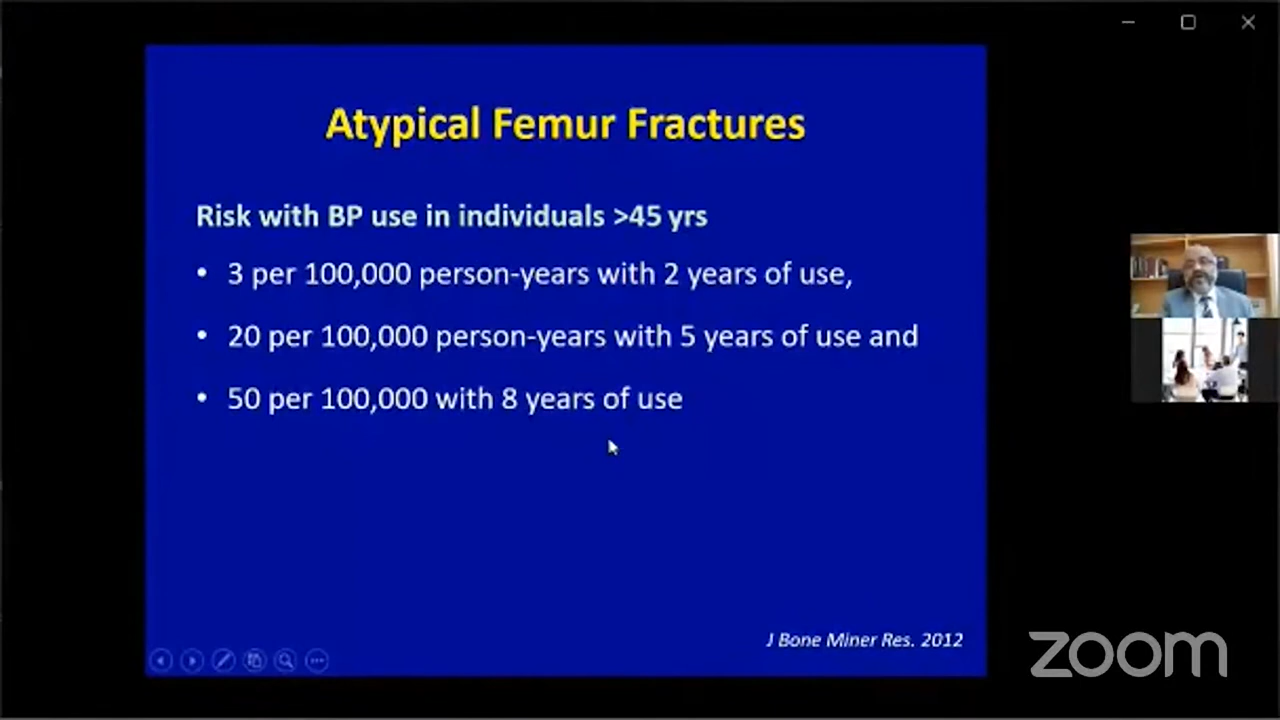 Atypical Femur Fractures
Risk with BP use in individuals >45 yrs
• 3 per 100,000 person-years with 2 years of use,
• 20 per 100,000 person-years with 5 years of use and
• 50 per 100,000 with 8 years of use
J Bone Miner Res. 2012
zoom